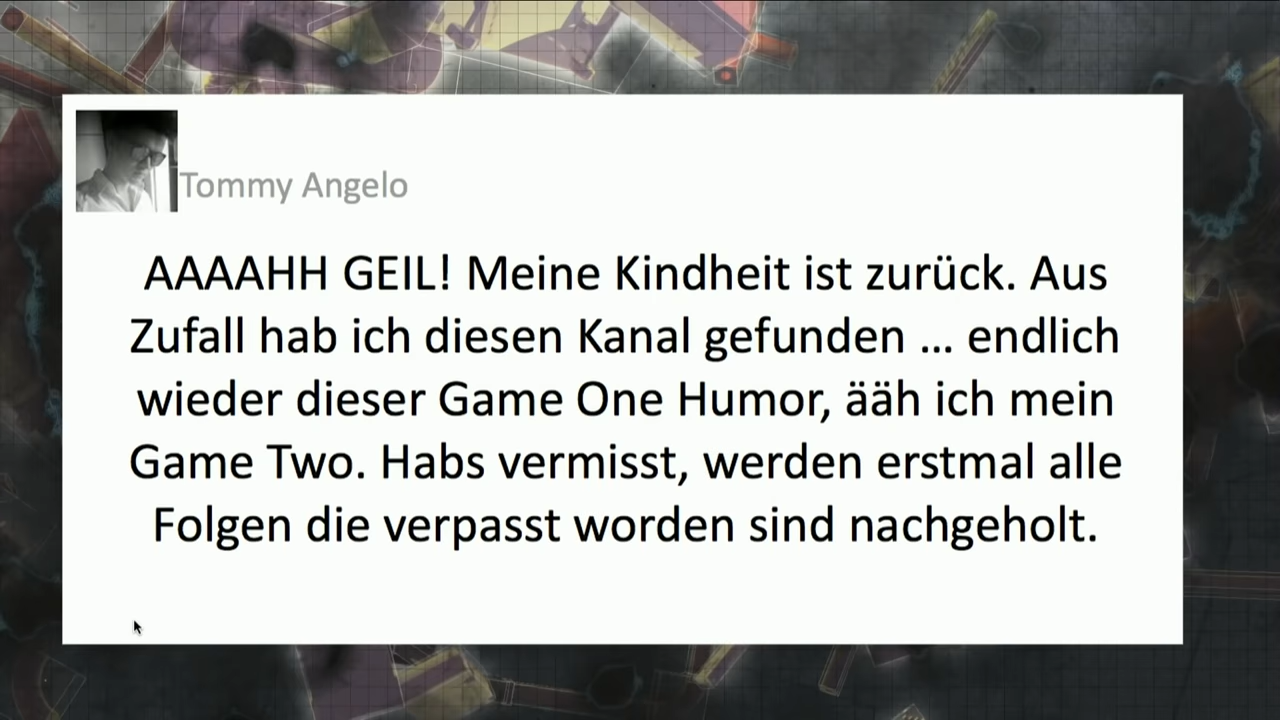 Tommy Angelo
AAAAHH GEIL! Meine Kindheit ist zurück. Aus
Zufall hab ich diesen Kanal gefunden ... endlich
wieder dieser Game One Humor, ääh ich mein
Game Two. Habs vermisst, werden erstmal alle
Folgen die verpasst worden sind nachgeholt.